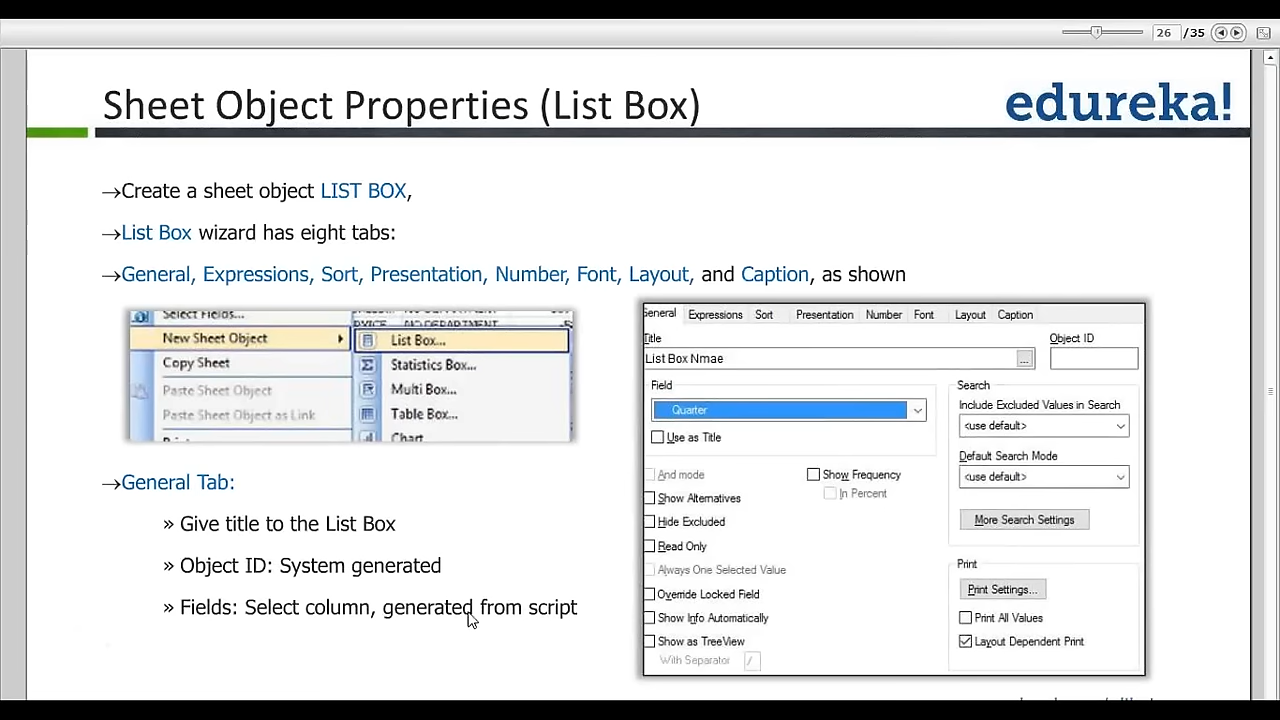 26 /35
Sheet Object Properties (List Box)
edureka!
→Create a sheet object LIST BOX,
→List Box wizard has eight tabs:
→General, Expressions, Sort, Presentation, Number, Font, Layout, and Caption, as shown
Select Fields...
New Sheet Object
Copy Sheet
Paste Sheet Object
Paste Sheet Object as Link
NO DEPARTMENT
List Box...
Statistics Box...
Multi Box...
Table Box...
Chart
General Expressions Sort Presentation Number Font Layout Caption
Title
Object ID
List Box Nmae
...
Field
Quarter
Use as Title
Search
Include Excluded Values in Search
<use default>
Default Search Mode
<use default>
More Search Settings
And mode
Show Frequency
In Percent
Show Alternatives
Hide Excluded
Read Only
Always One Selected Value
Override Locked Field
Show Info Automatically
Show as TreeView
With Separator /
Print
Print Settings...
Print All Values
Layout Dependent Print
→General Tab:
» Give title to the List Box
» Object ID: System generated
» Fields: Select column, generated from script